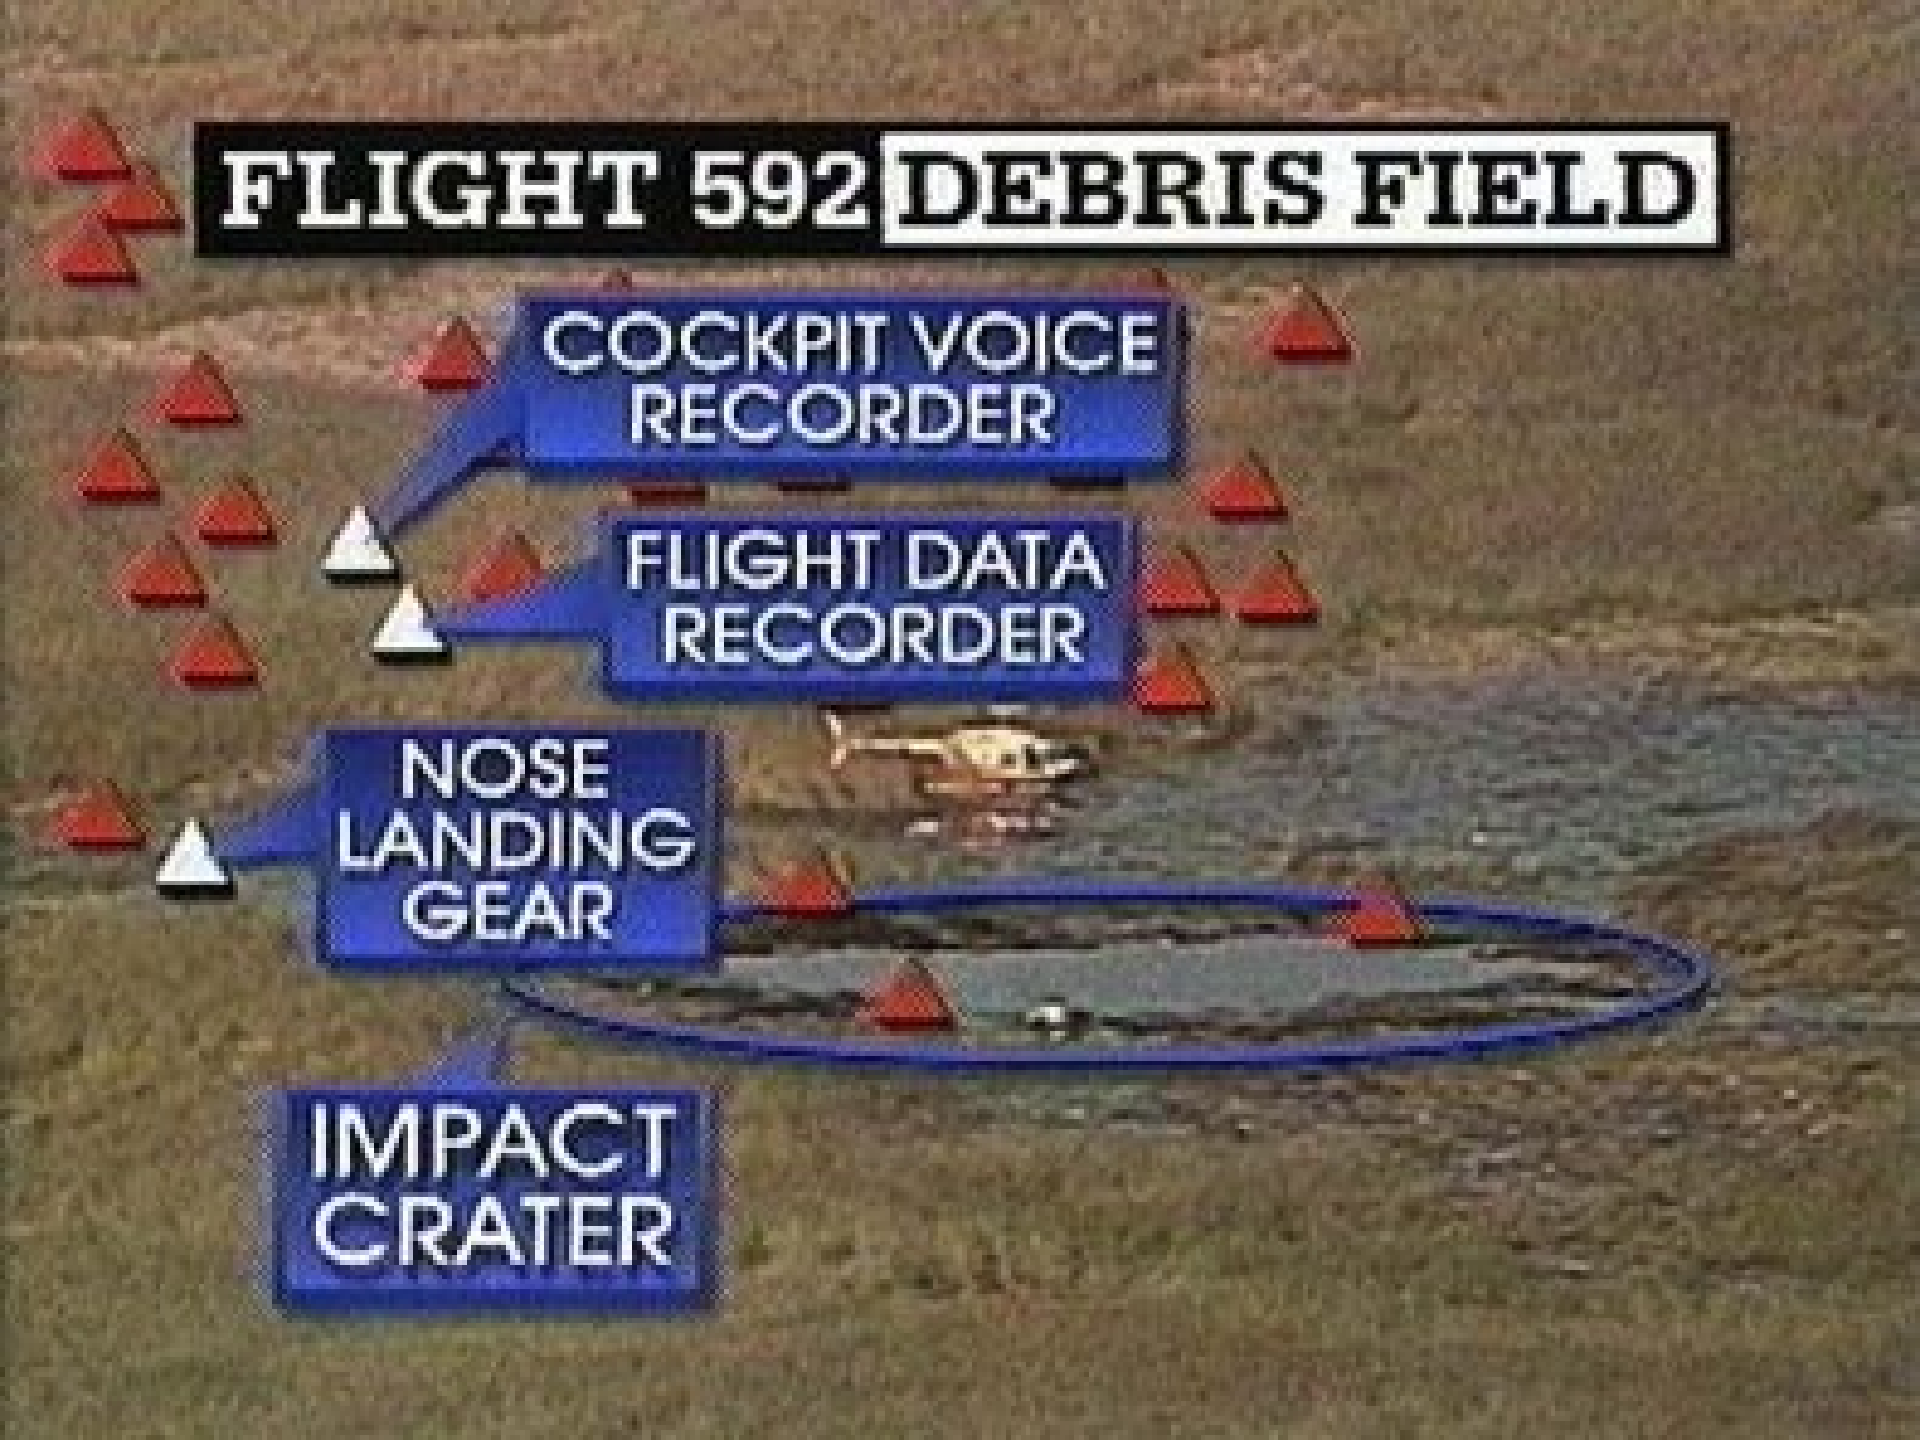 FLIGHT 592 DEBRIS FIELD
COCKPIT VOICE
RECORDER
FLIGHT DATA
RECORDER
NOSE
LANDING
GEAR
IMPACT
CRATER